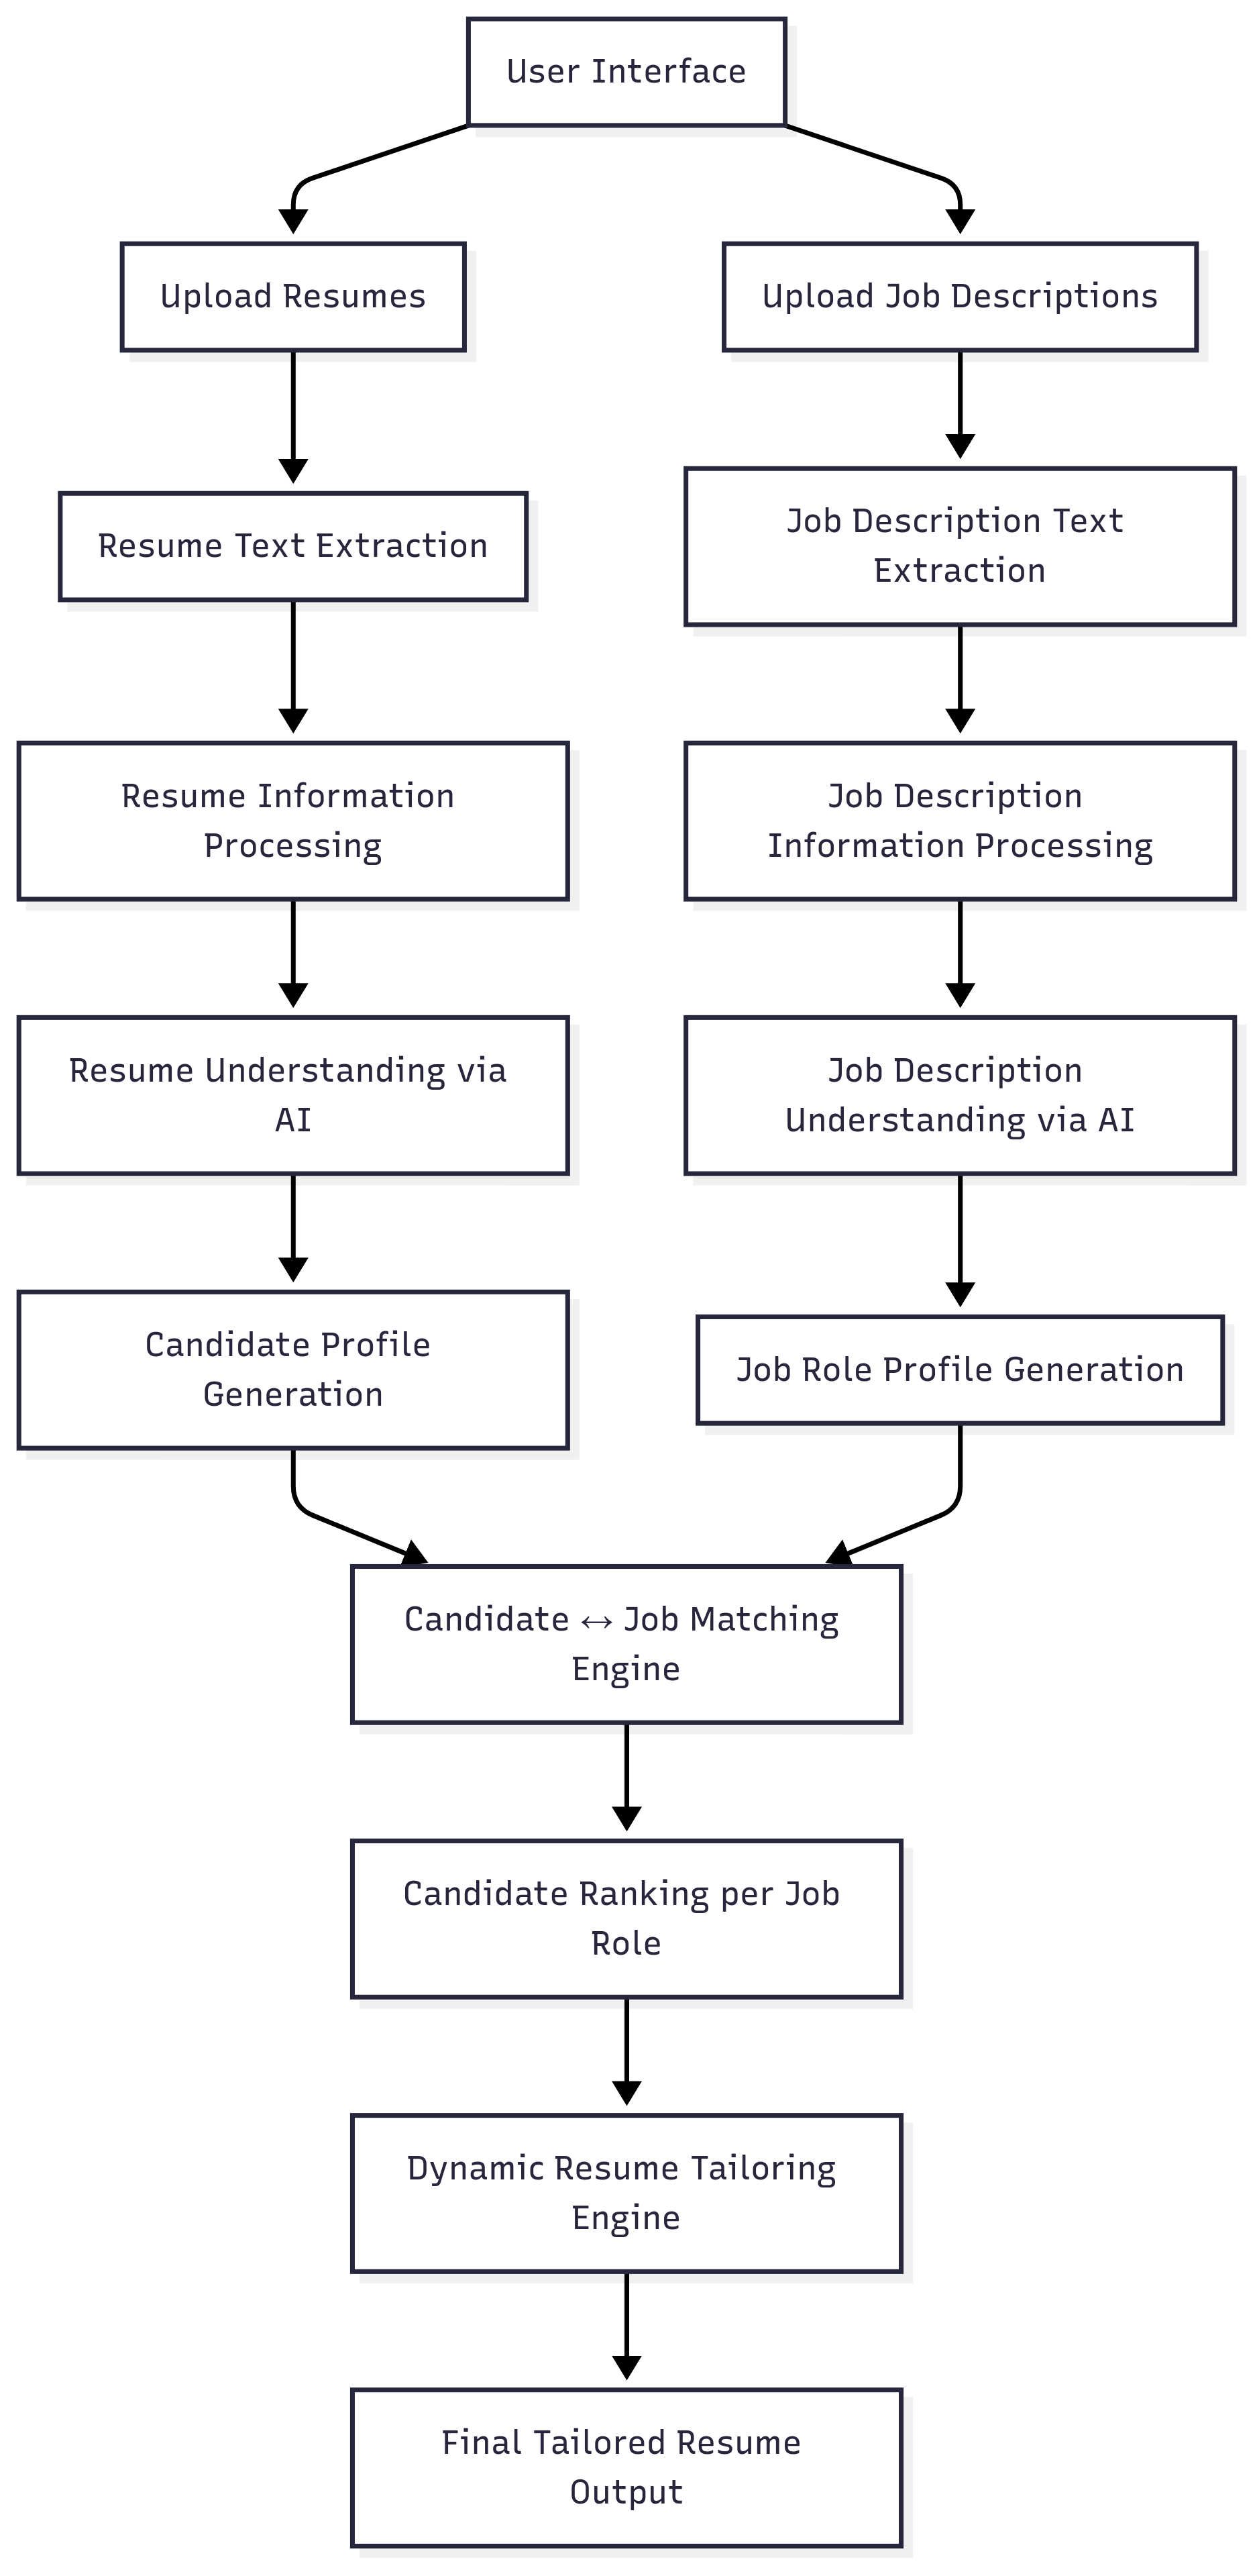 User Interface
Upload Resumes
Upload Job Descriptions
Resume Text Extraction
Job Description Text
Extraction
Resume Information
Processing
Job Description
Information Processing
Resume Understanding via
AI
Job Description
Understanding via AI
Candidate Profile
Generation
Job Role Profile Generation
Candidate ↔ Job Matching
Engine
Candidate Ranking per Job
Role
Dynamic Resume Tailoring
Engine
Final Tailored Resume
Output